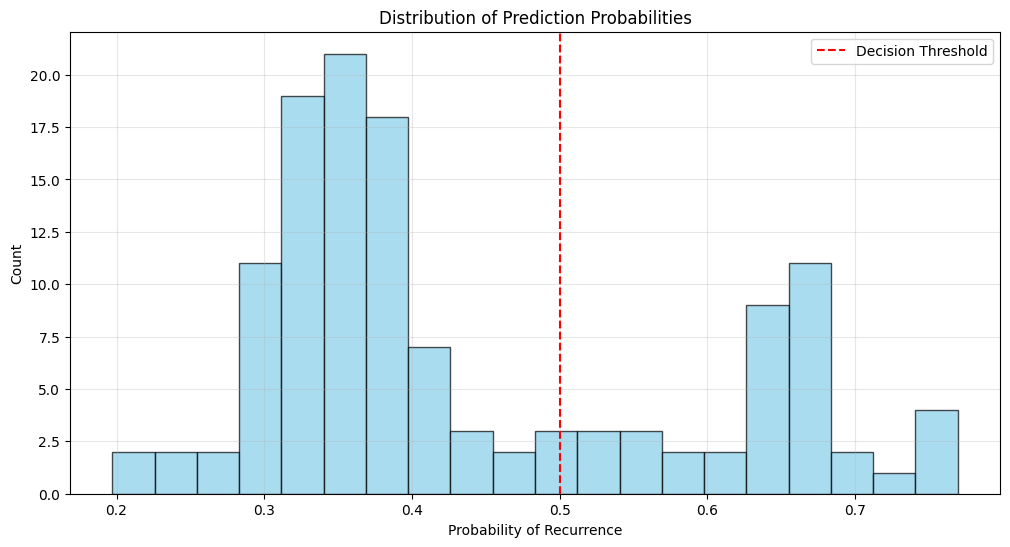 Distribution of Prediction Probabilities
Decision Threshold
Count
20.0
17.5
15.0
12.5
10.0
7.5
5.0
2.5
0.0
0.2 0.3 0.4 0.5 0.6 0.7
Probability of Recurrence